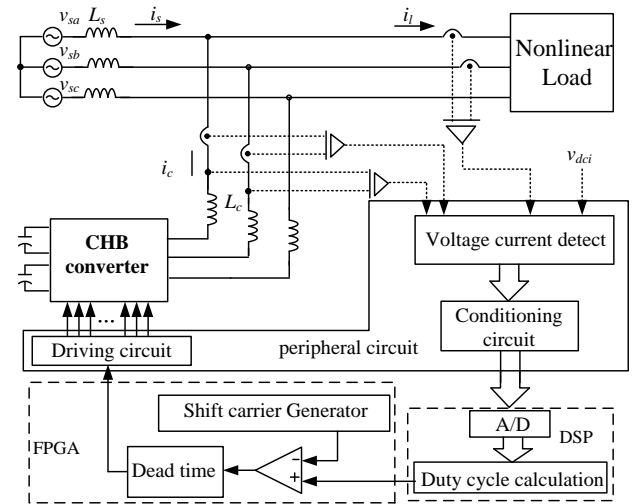 v_sa L_s i_s i_l
v_sb
v_sc
Nonlinear
Load
i_c
L_c
v_dci
CHB
converter
Voltage current detect
...
Conditioning
circuit
Driving circuit
peripheral circuit
Shift carrier Generator
A/D
DSP
FPGA
Dead time
−
+
Duty cycle calculation